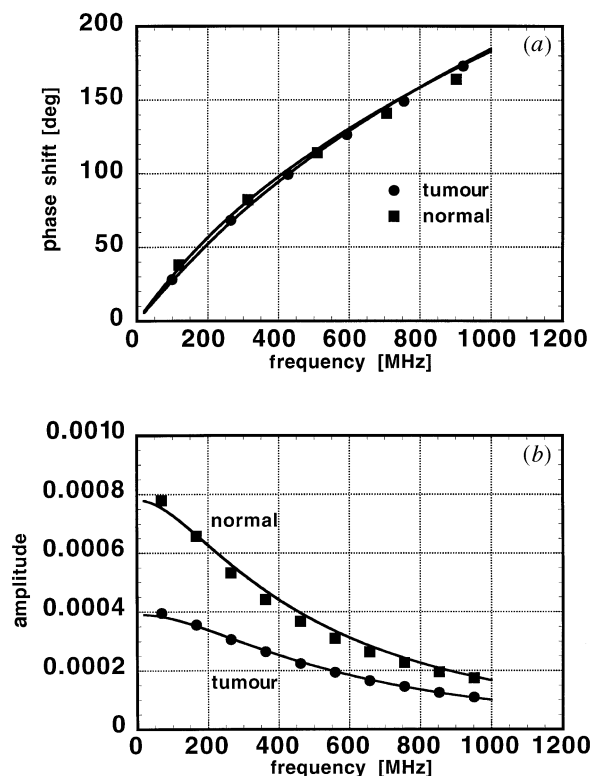 (a)
200
150
100
50
0
phase shift [deg]
tumour
normal
0 200 400 600 800 1000 1200
frequency [MHz]
(b)
0.0010
0.0008
0.0006
0.0004
0.0002
0
amplitude
normal
tumour
0 200 400 600 800 1000 1200
frequency [MHz]